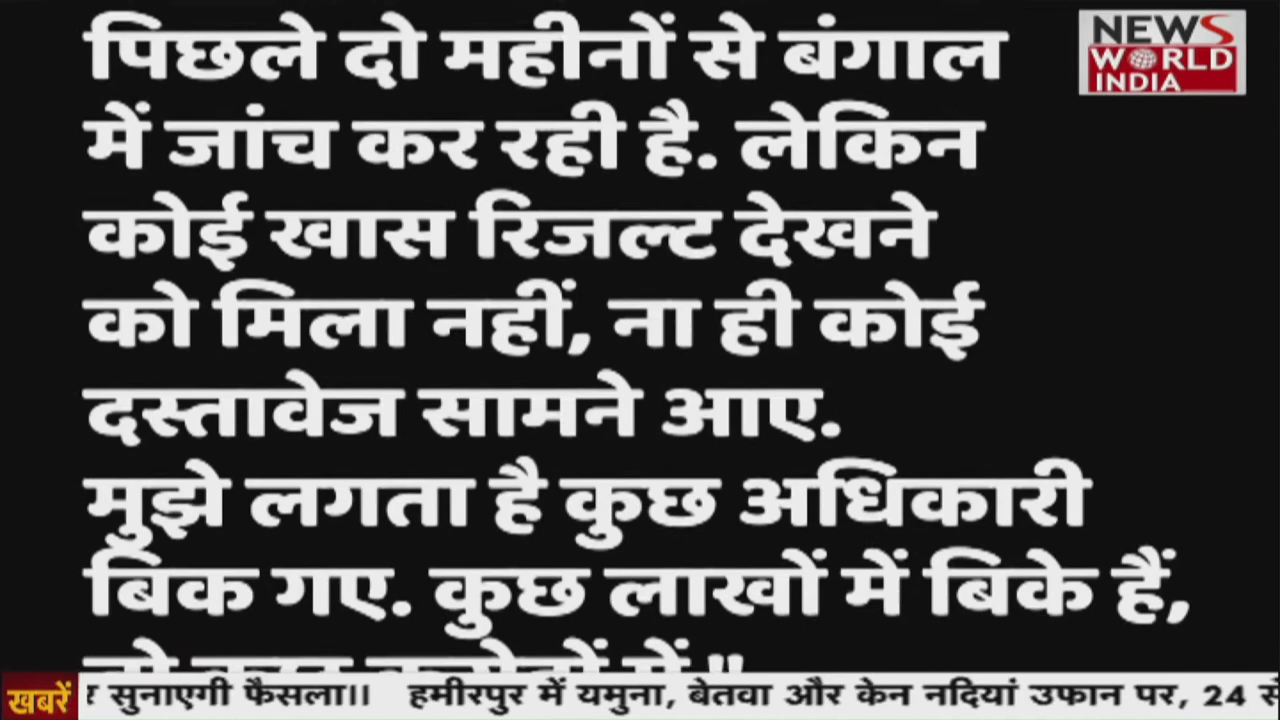 पिछले दो महीनों से बंगाल
NEWS
WORLD
INDIA
में जांच कर रही है. लेकिन
कोई खास रिजल्ट देखने
को मिला नहीं, ना ही कोई
दस्तावेज सामने आए.
मुझे लगता है कुछ अधिकारी
बिक गए. कुछ लाखों में बिके हैं,
खबरें
सुनाएगी फैसला।। हमीरपुर में यमुना, बेतवा और केन नदियां उफान पर, 24